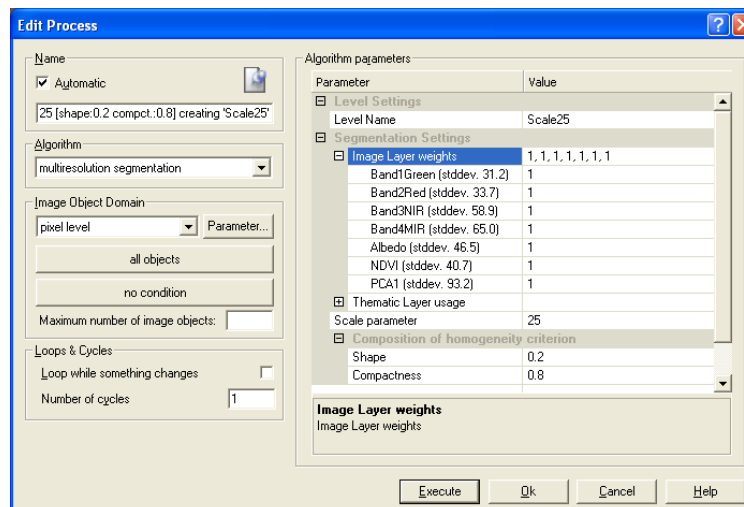 Edit Process
Name
Automatic
25 [shape:0.2 compct.:0.8] creating 'Scale25'
Algorithm
multiresolution segmentation
Image Object Domain
pixel level
Parameter...
all objects
no condition
Maximum number of image objects:
Loops & Cycles
Loop while something changes
Number of cycles 1
Algorithm parameters
Parameter Value
Level Settings
Level Name Scale25
Segmentation Settings
Image Layer weights 1, 1, 1, 1, 1, 1, 1
Band1Green (stddev. 31.2) 1
Band2Red (stddev. 33.7) 1
Band3NIR (stddev. 58.9) 1
Band4MIR (stddev. 65.0) 1
Albedo (stddev. 46.5) 1
NDVI (stddev. 40.7) 1
PCA1 (stddev. 93.2) 1
Thematic Layer usage
Scale parameter 25
Composition of homogeneity criterion
Shape 0.2
Compactness 0.8
Image Layer weights
Image Layer weights
Execute Ok Cancel Help